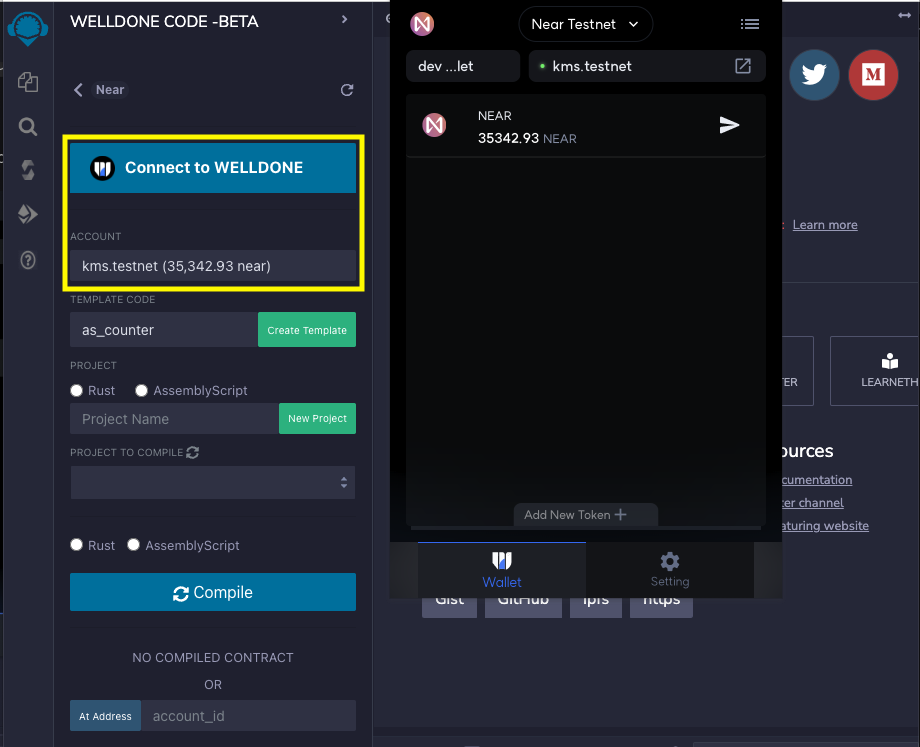 WELLDONE CODE -BETA
Near
Connect to WELLDONE
ACCOUNT
kms.testnet (35,342.93 near)
TEMPLATE CODE
as_counter
Create Template
PROJECT
Rust
AssemblyScript
Project Name
New Project
PROJECT TO COMPILE
Rust
AssemblyScript
Compile
NO COMPILED CONTRACT
OR
At Address
account_id
Near Testnet
dev ...let
kms.testnet
NEAR
35342.93 NEAR
Add New Token
Wallet
Setting
M
Learn more
ER
LEARNETH
ources
cumentation
ter channel
aturing website
Gist
GitHub
ipfs
https